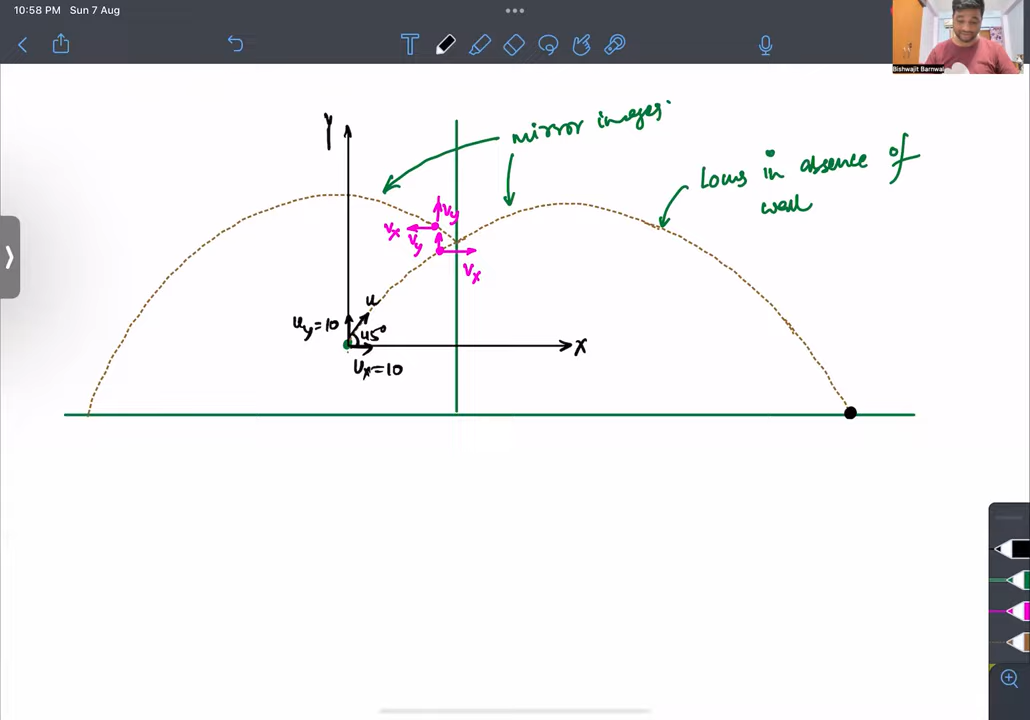 10:58 PM Sun 7 Aug
Bishwajit Barnwal
Y
mirror images
Locus in absence of
wall
Vy
Vx
Vy
Vx
u
uy=10
45°
X
Ux=10